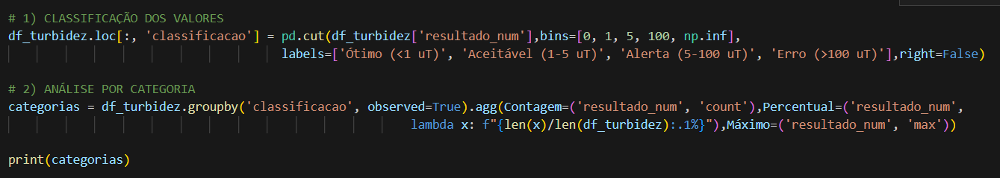 # 1) CLASSIFICAÇÃO DOS VALORES
df_turbidez.loc[:, 'classificacao'] = pd.cut(df_turbidez['resultado_num'],bins=[0, 1, 5, 100, np.inf],
labels=['Ótimo (<1 uT)', 'Aceitável (1-5 uT)', 'Alerta (5-100 uT)', 'Erro (>100 uT)'],right=False)
# 2) ANÁLISE POR CATEGORIA
categorias = df_turbidez.groupby('classificacao', observed=True).agg(Contagem=('resultado_num', 'count'),Percentual=('resultado_num',
lambda x: f"{len(x)/len(df_turbidez):.1%}"),Máximo=('resultado_num', 'max'))
print(categorias)